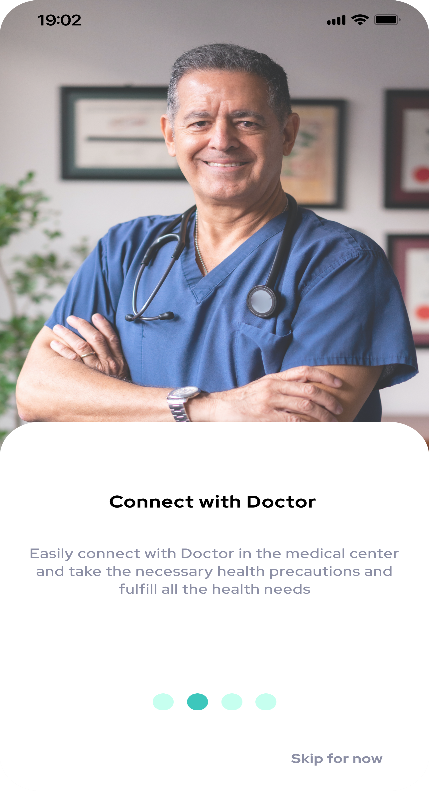 19:02
Connect with Doctor
Easily connect with Doctor in the medical center
and take the necessary health precautions and
fulfill all the health needs
Skip for now